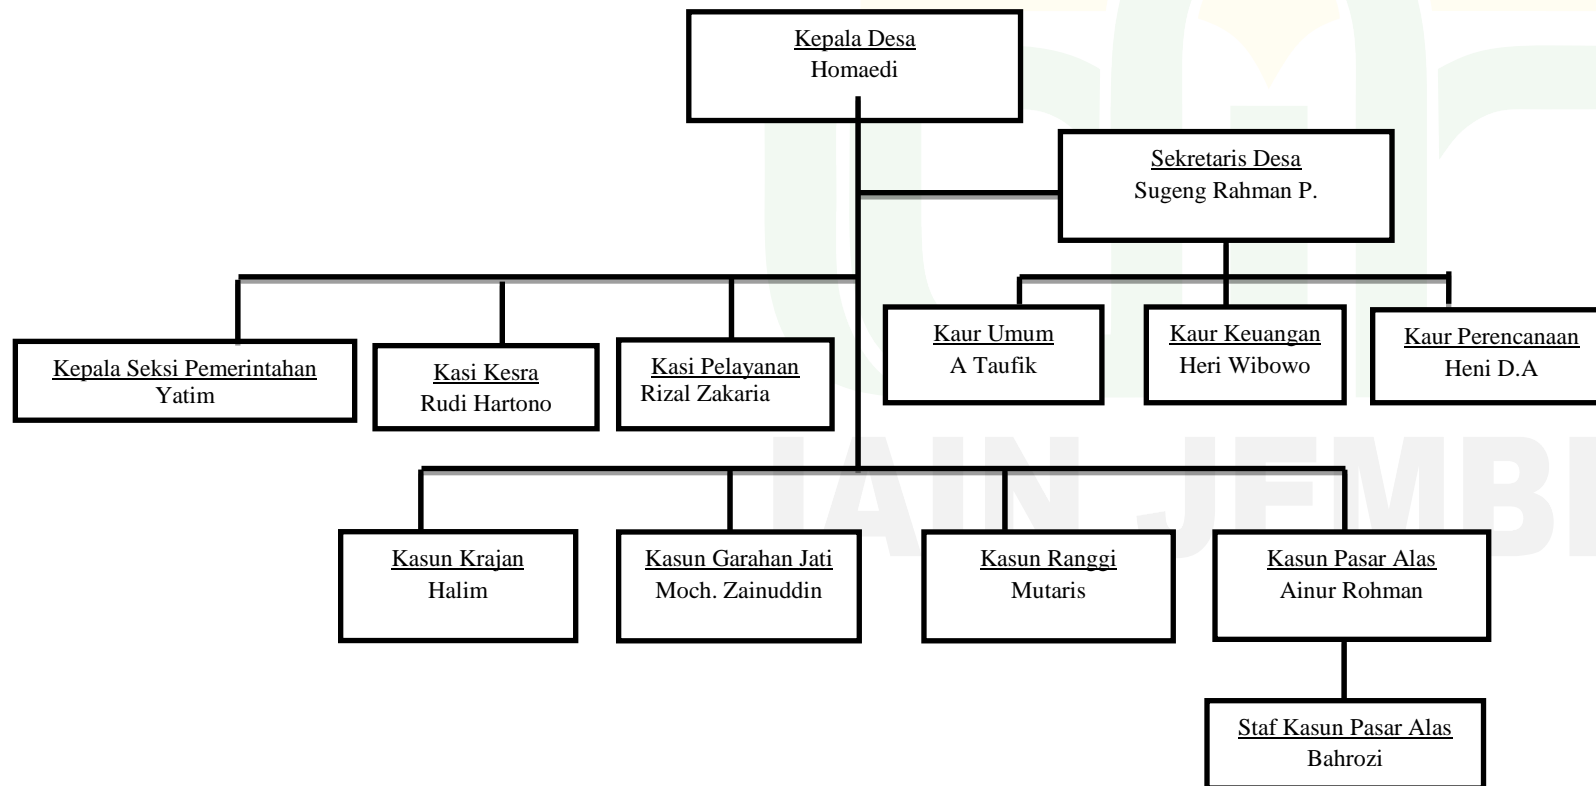 Kepala Desa
Homaedi
Sekretaris Desa
Sugeng Rahman P.
Kepala Seksi Pemerintahan
Yatim
Kasi Kesra
Rudi Hartono
Kasi Pelayanan
Rizal Zakaria
Kaur Umum
A Taufik
Kaur Keuangan
Heri Wibowo
Kaur Perencanaan
Heni D.A
IAIN JEMB
Kasun Krajan
Halim
Kasun Garahan Jati
Moch. Zainuddin
Kasun Ranggi
Mutaris
Kasun Pasar Alas
Ainur Rohman
Staf Kasun Pasar Alas
Bahrozi